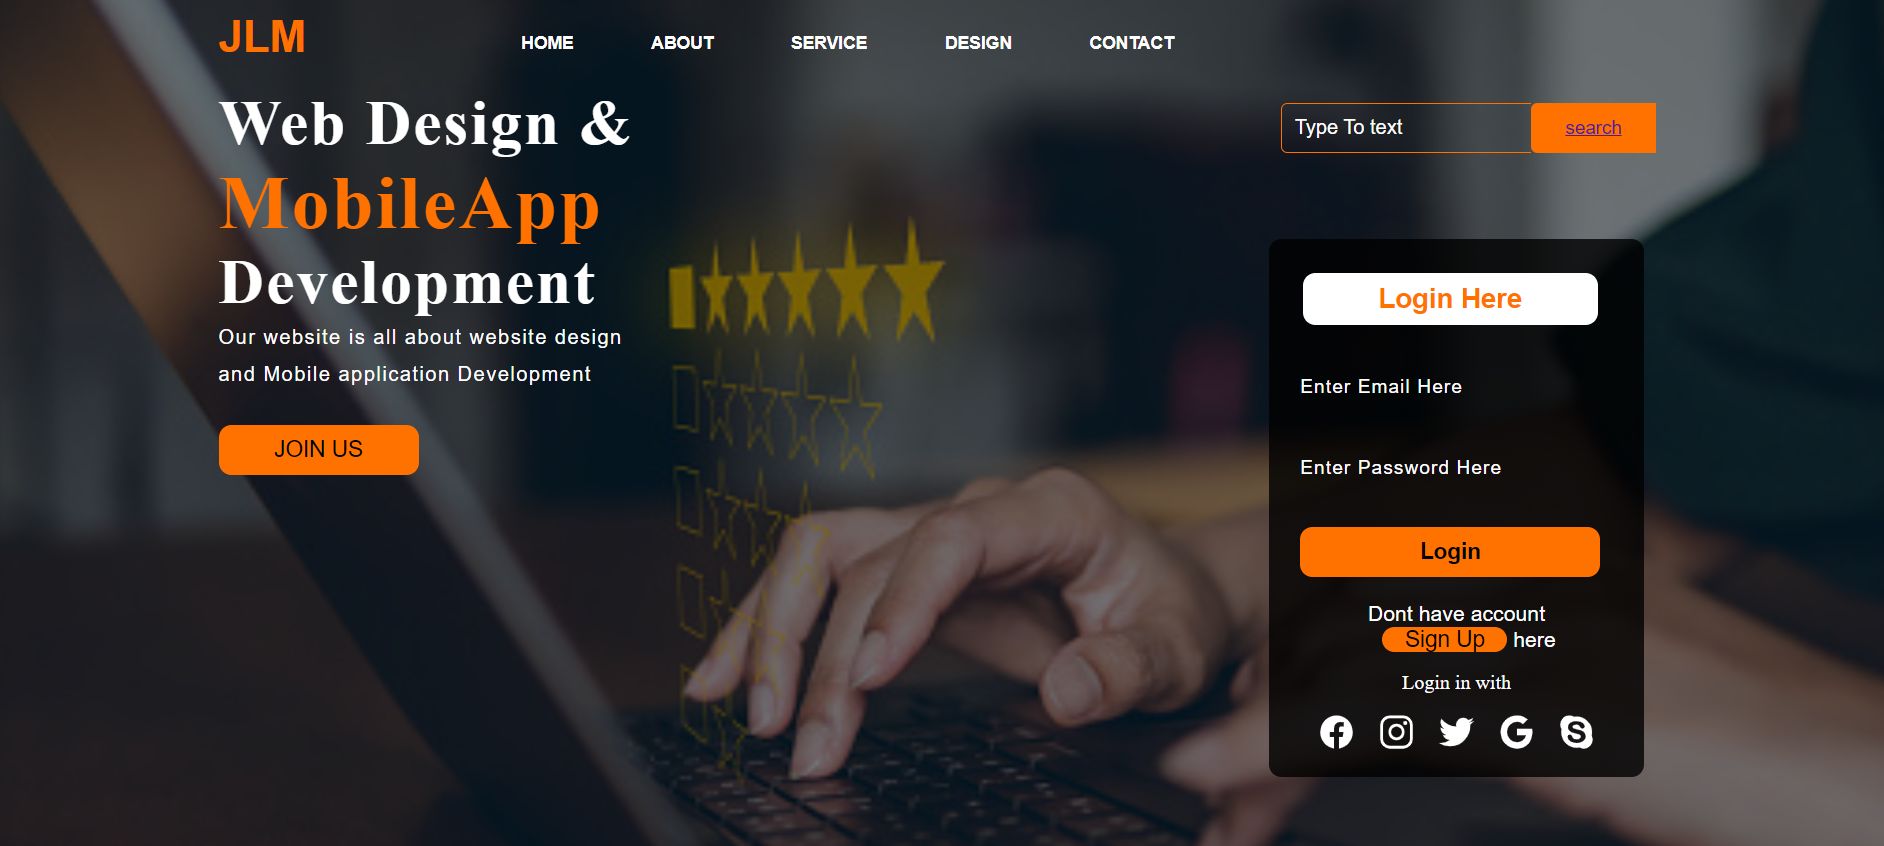 JLM
HOME
ABOUT
SERVICE
DESIGN
CONTACT
Web Design &
MobileApp
Development
Our website is all about website design
and Mobile application Development
JOIN US
Type To text
search
Login Here
Enter Email Here
Enter Password Here
Login
Dont have account
Sign Up here
Login in with